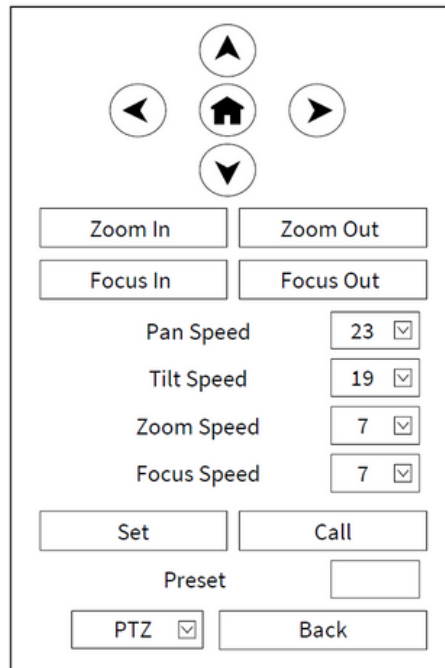 Zoom In Zoom Out
Focus In Focus Out
Pan Speed 23
Tilt Speed 19
Zoom Speed 7
Focus Speed 7
Set Call
Preset
PTZ Back